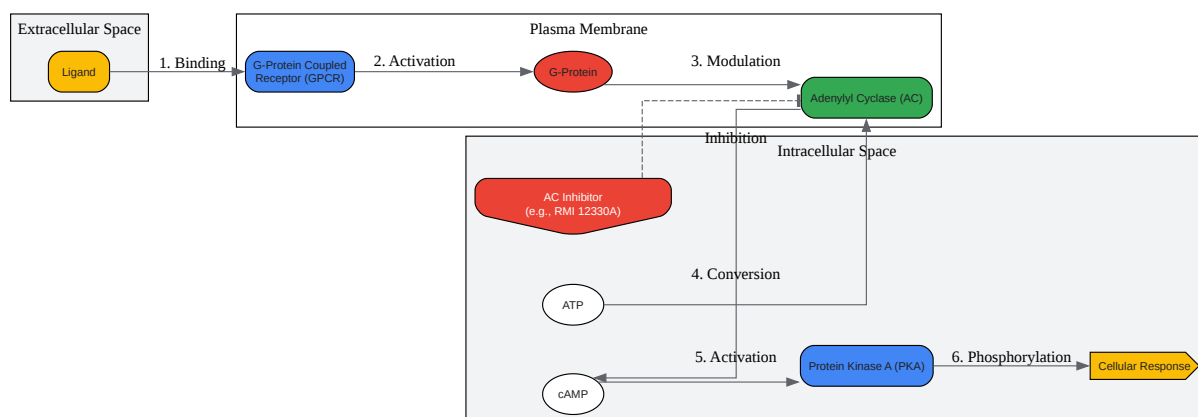 Extracellular Space
Plasma Membrane
Ligand
1. Binding
G-Protein Coupled
Receptor (GPCR)
2. Activation
G-Protein
3. Modulation
Adenylyl Cyclase (AC)
Inhibition
Intracellular Space
AC Inhibitor
(e.g., RMI 12330A)
4. Conversion
ATP
5. Activation
cAMP
Protein Kinase A (PKA)
6. Phosphorylation
Cellular Response